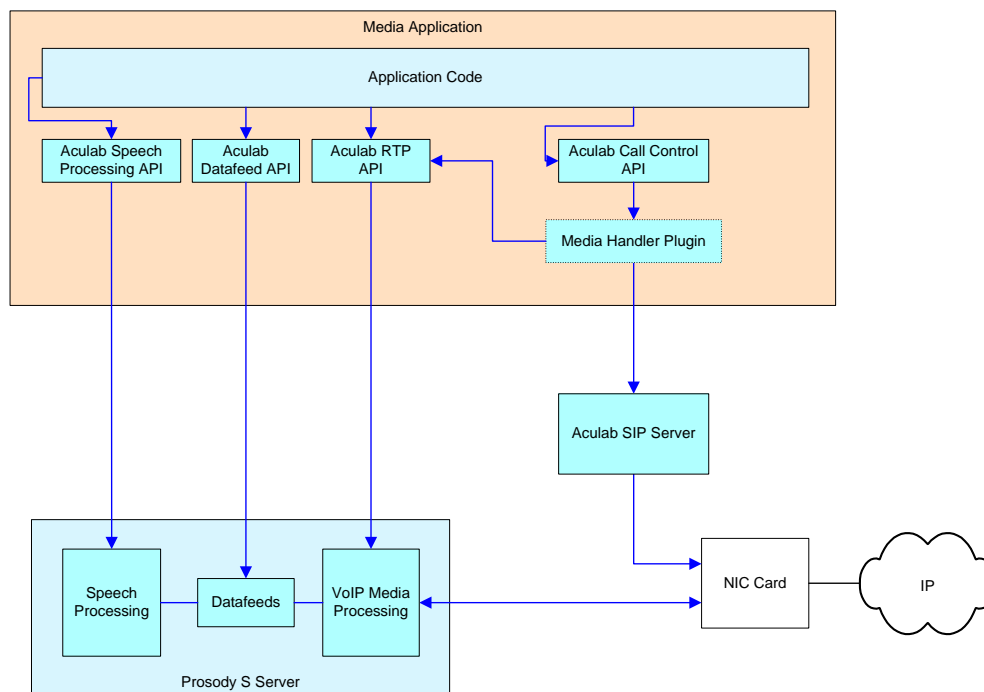 Media Application
Application Code
Aculab Speech
Processing API
Aculab
Datafeed API
Aculab RTP
API
Aculab Call Control
API
Media Handler Plugin
Aculab SIP Server
Speech
Processing
Datafeeds
VoIP Media
Processing
NIC Card
IP
Prosody S Server